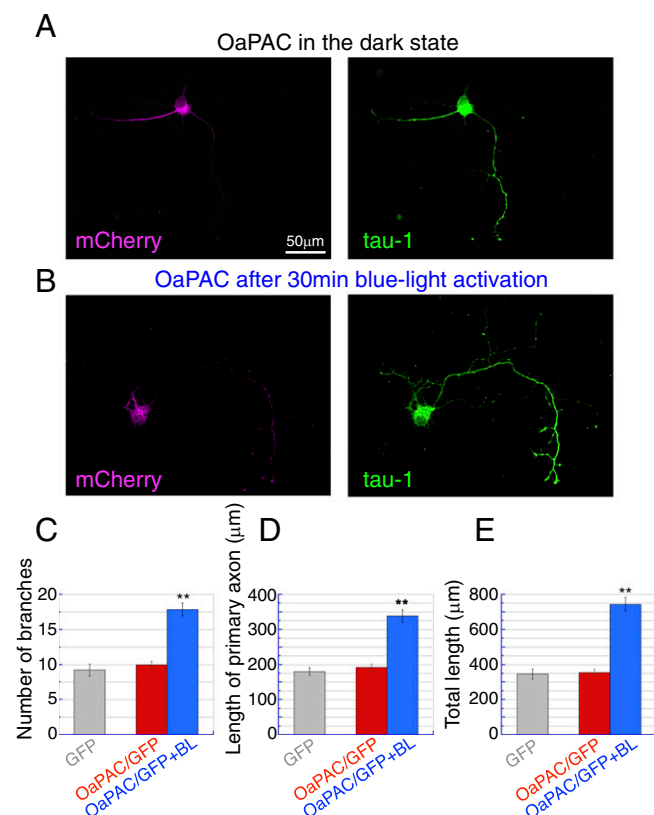 A
OaPAC in the dark state
mCherry
50μm
tau-1
B
OaPAC after 30min blue-light activation
mCherry
tau-1
C
Number of branches
20
15
10
5
0
**
GFP
OaPAC/GFP
OaPAC/GFP+BL
D
Length of primary axon (μm)
400
300
200
100
0
**
GFP
OaPAC/GFP
OaPAC/GFP+BL
E
Total length (μm)
800
600
400
200
0
**
GFP
OaPAC/GFP
OaPAC/GFP+BL